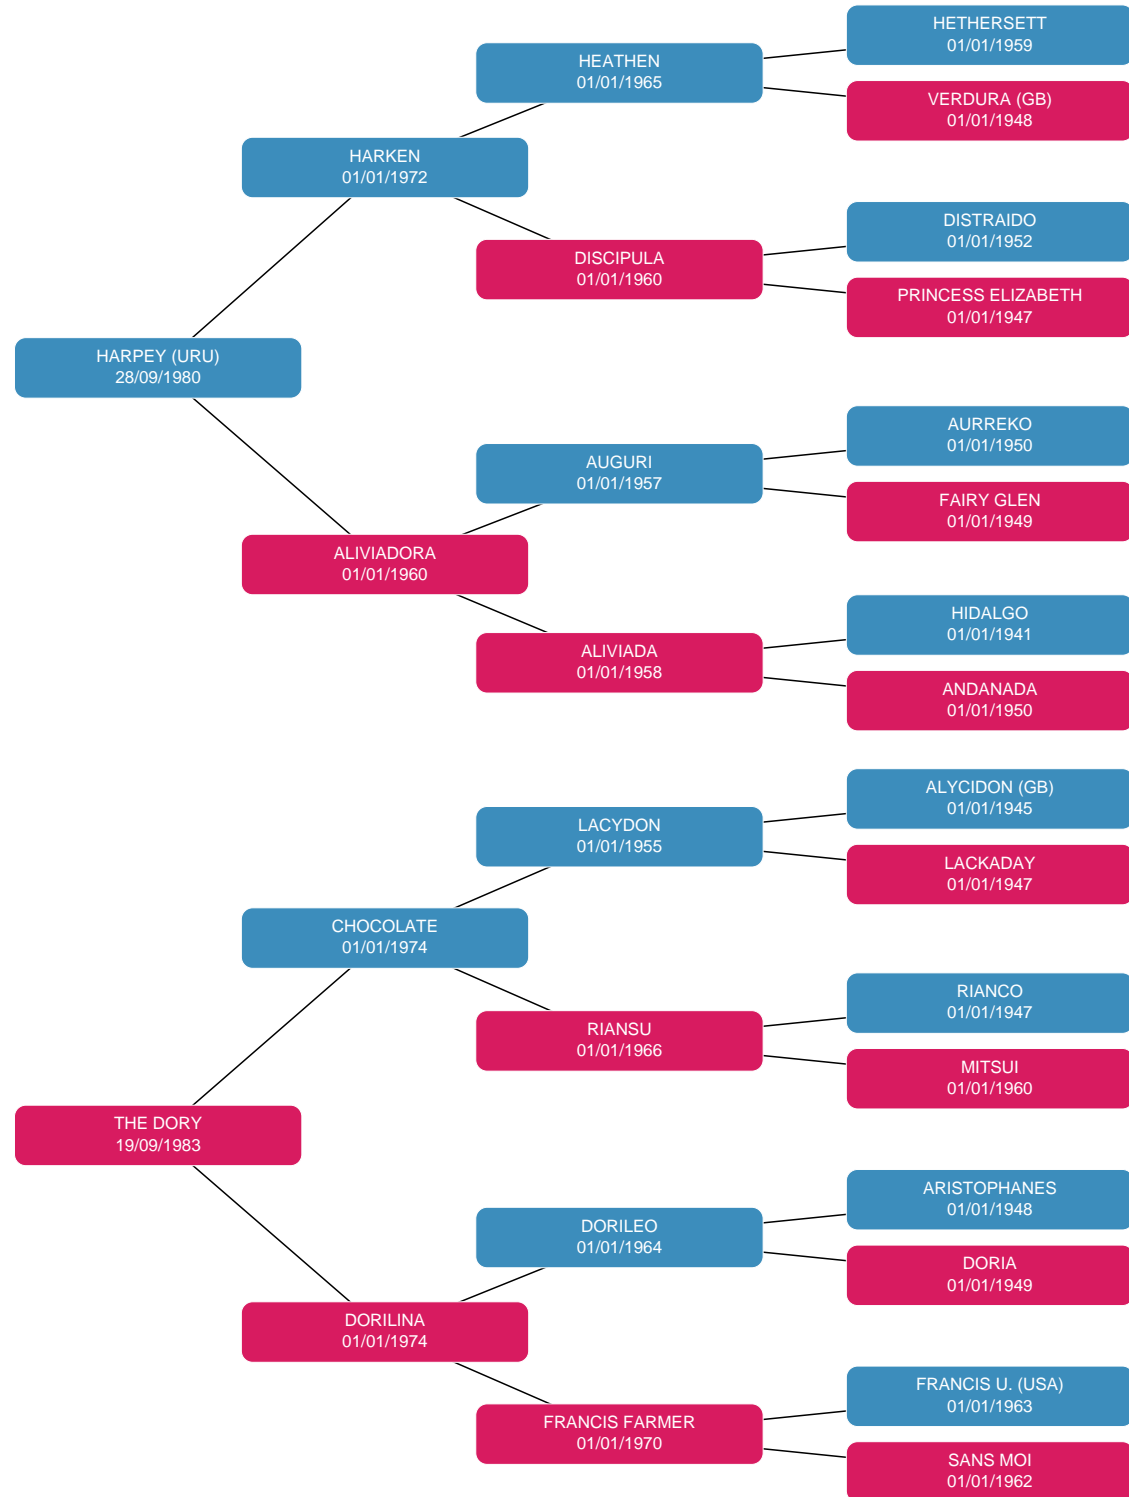 HETHERSETT
01/01/1959
HEATHEN
01/01/1965
VERDURA (GB)
01/01/1948
HARKEN
01/01/1972
DISTRAIDO
01/01/1952
DISCIPULA
01/01/1960
PRINCESS ELIZABETH
01/01/1947
HARPEY (URU)
28/09/1980
AURREKO
01/01/1950
AUGURI
01/01/1957
FAIRY GLEN
01/01/1949
ALIVIADORA
01/01/1960
HIDALGO
01/01/1941
ALIVIADA
01/01/1958
ANDANADA
01/01/1950
ALYCIDON (GB)
01/01/1945
LACYDON
01/01/1955
LACKADAY
01/01/1947
CHOCOLATE
01/01/1974
RIANCO
01/01/1947
RIANSU
01/01/1966
MITSUI
01/01/1960
THE DORY
19/09/1983
ARISTOPHANES
01/01/1948
DORILEO
01/01/1964
DORIA
01/01/1949
DORILINA
01/01/1974
FRANCIS U. (USA)
01/01/1963
FRANCIS FARMER
01/01/1970
SANS MOI
01/01/1962